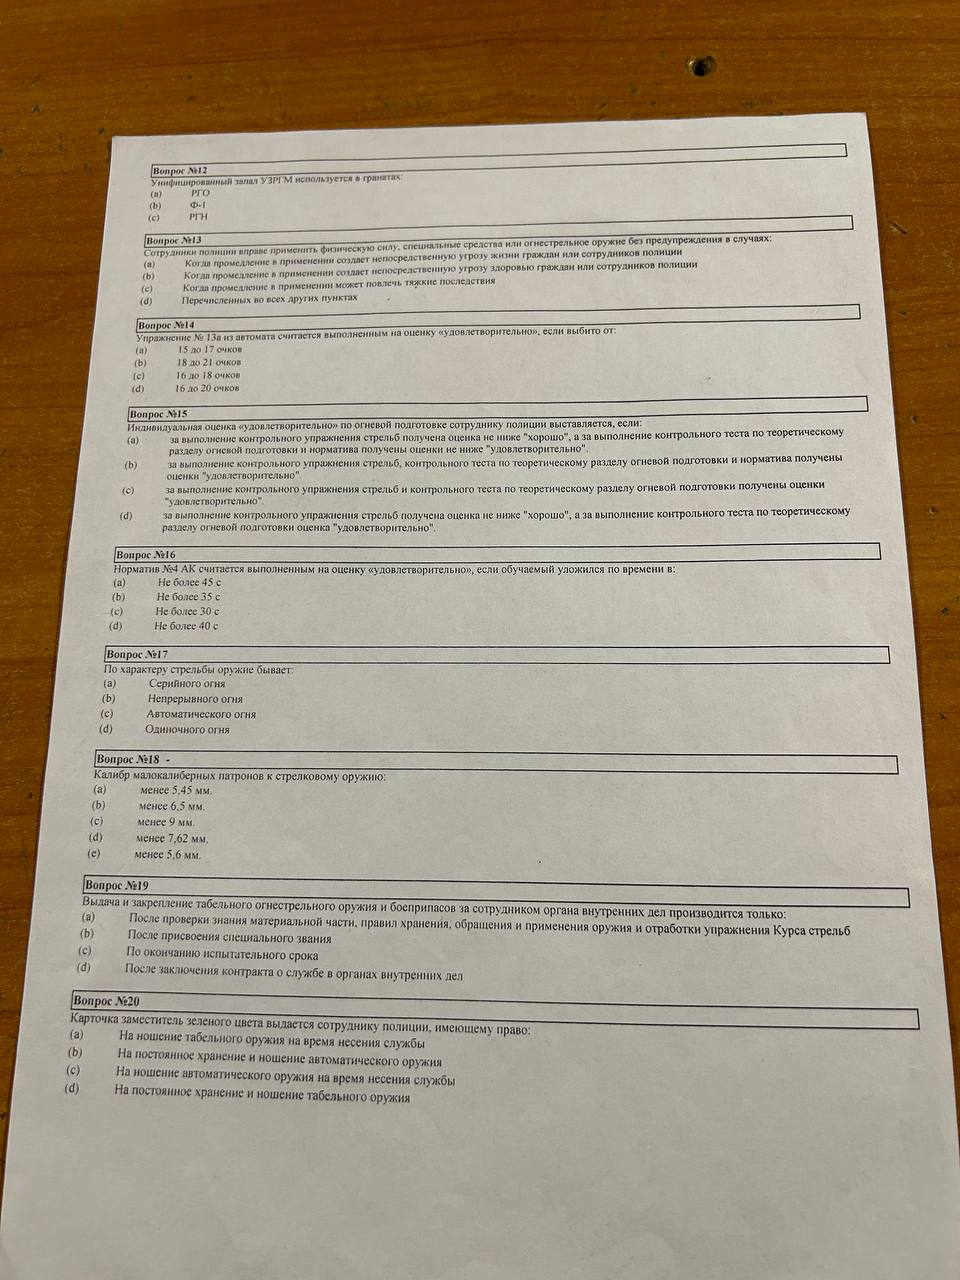 Вопрос №12
Унифицированный запал УЗРГМ используется в гранатах:
(a) РГО
(b) Ф-1
(c) РГН
Вопрос №13
Сотрудники полиции вправе применить физическую силу, специальные средства или огнестрельное оружие без предупреждения в случаях:
(a) Когда промедление в применении создает непосредственную угрозу жизни граждан или сотрудников полиции
(b) Когда промедление в применении создает непосредственную угрозу здоровью граждан или сотрудников полиции
(c) Когда промедление в применении может повлечь тяжкие последствия
(d) Перечисленных во всех других пунктах
Вопрос №14
Упражнение № 13а из автомата считается выполненным на оценку «удовлетворительно», если выбито от:
(a) 15 до 17 очков
(b) 18 до 21 очков
(c) 16 до 18 очков
(d) 16 до 20 очков
Вопрос №15
Индивидуальная оценка «удовлетворительно» по огневой подготовке сотруднику полиции выставляется, если:
(a) за выполнение контрольного упражнения стрельб получена оценка не ниже "хорошо", а за выполнение контрольного теста по теоретическому
разделу огневой подготовки и норматива получены оценки не ниже "удовлетворительно".
(b) за выполнение контрольного упражнения стрельб, контрольного теста по теоретическому разделу огневой подготовки и норматива получены
оценки "удовлетворительно".
(c) за выполнение контрольного упражнения стрельб и контрольного теста по теоретическому разделу огневой подготовки получены оценки
"удовлетворительно".
(d) за выполнение контрольного упражнения стрельб получена оценка не ниже "хорошо", а за выполнение контрольного теста по теоретическому
разделу огневой подготовки оценка "удовлетворительно".
Вопрос №16
Норматив №4 АК считается выполненным на оценку «удовлетворительно», если обучаемый уложился по времени в:
(a) Не более 45 с
(b) Не более 35 с
(c) Не более 30 с
(d) Не более 40 с
Вопрос №17
По характеру стрельбы оружие бывает:
(a) Серийного огня
(b) Непрерывного огня
(c) Автоматического огня
(d) Одиночного огня
Вопрос №18 -
Калибр малокалиберных патронов к стрелковому оружию:
(a) менее 5,45 мм.
(b) менее 6,5 мм.
(c) менее 9 мм.
(d) менее 7,62 мм.
(e) менее 5,6 мм.
Вопрос №19
Выдача и закрепление табельного огнестрельного оружия и боеприпасов за сотрудником органа внутренних дел производится только:
(a) После проверки знания материальной части, правил хранения, обращения и применения оружия и отработки упражнения Курса стрельб
(b) После присвоения специального звания
(c) По окончанию испытательного срока
(d) После заключения контракта о службе в органах внутренних дел
Вопрос №20
Карточка заместитель зеленого цвета выдается сотруднику полиции, имеющему право:
(a) На ношение табельного оружия на время несения службы
(b) На постоянное хранение и ношение автоматического оружия
(c) На ношение автоматического оружия на время несения службы
(d) На постоянное хранение и ношение табельного оружия